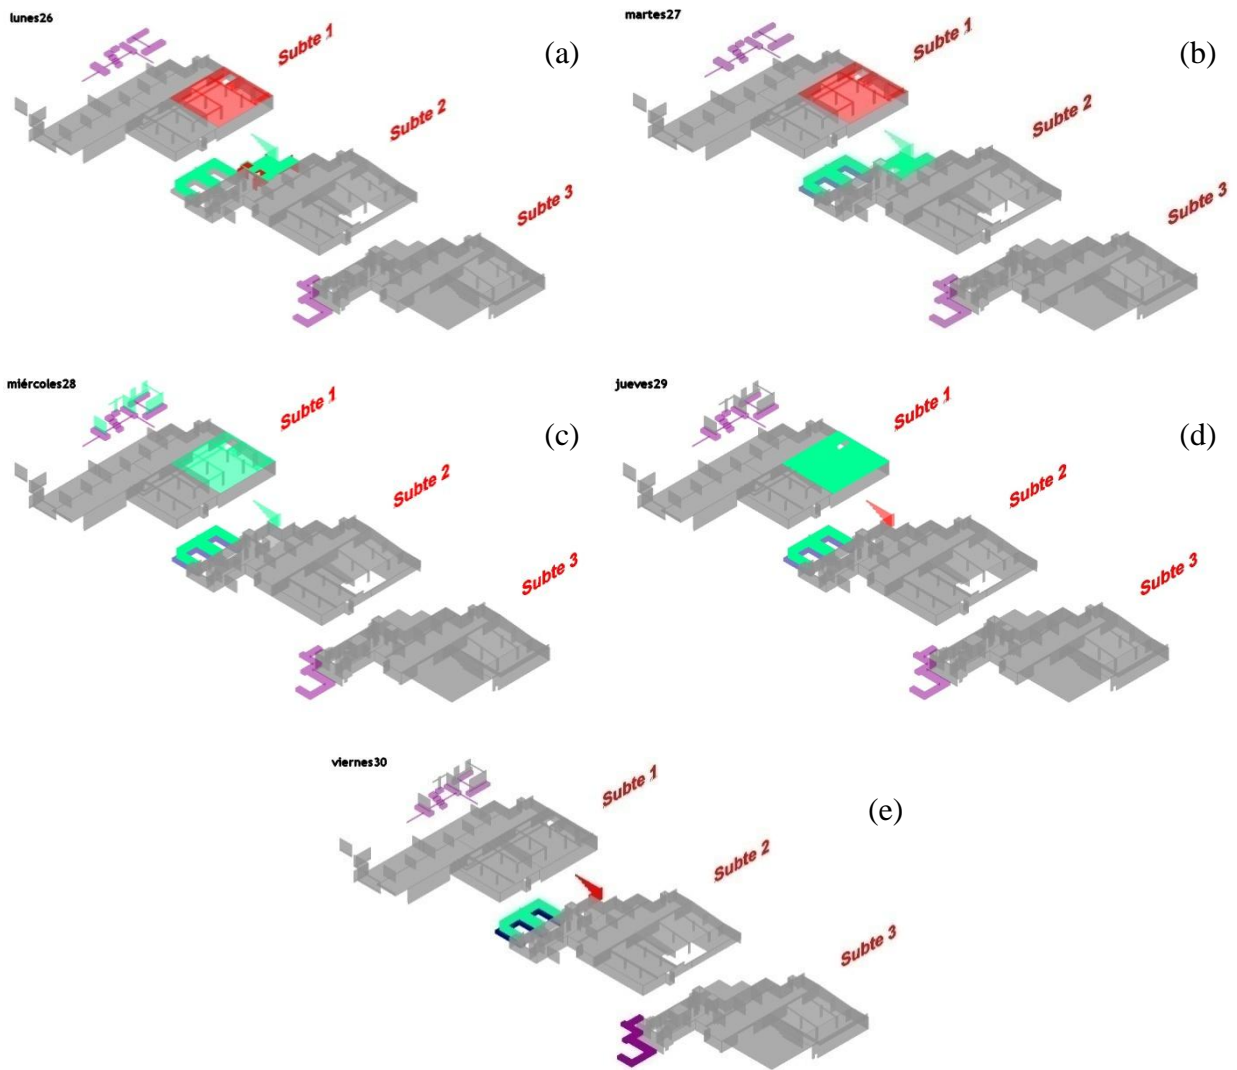 lunes26
Subte 1
(a)
Subte 2
Subte 3
martes27
Subte 1
(b)
Subte 2
Subte 3
miércoles28
Subte 1
(c)
Subte 2
Subte 3
jueves29
Subte 1
(d)
Subte 2
Subte 3
viernes30
Subte 1
(e)
Subte 2
Subte 3